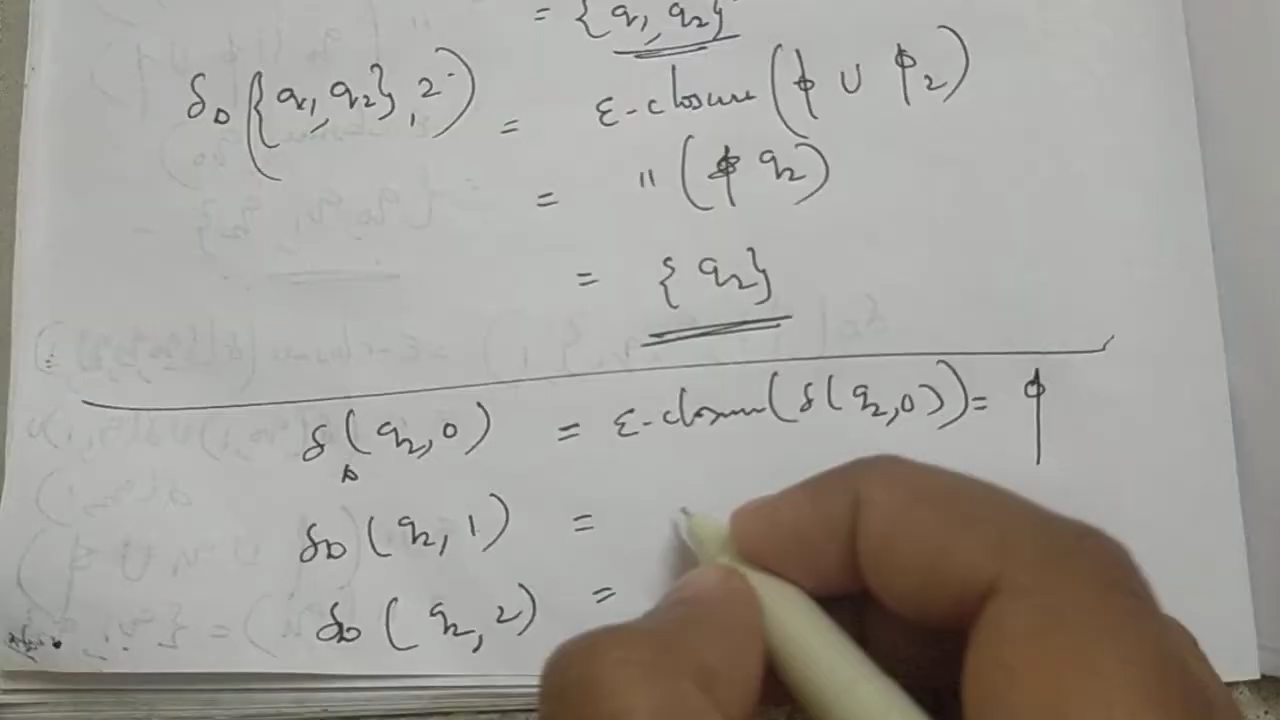 = {q₁, q₂}
δD({q₁, q₂}, 2) = ε-closure(ϕ ∪ ϕ₂)
= " (ϕ q₂)
= {q₂}
δD(q₂, 0) = ε-closure(δ(q₂, 0)) = ϕ
δD(q₂, 1) =
δD(q₂, 2) =